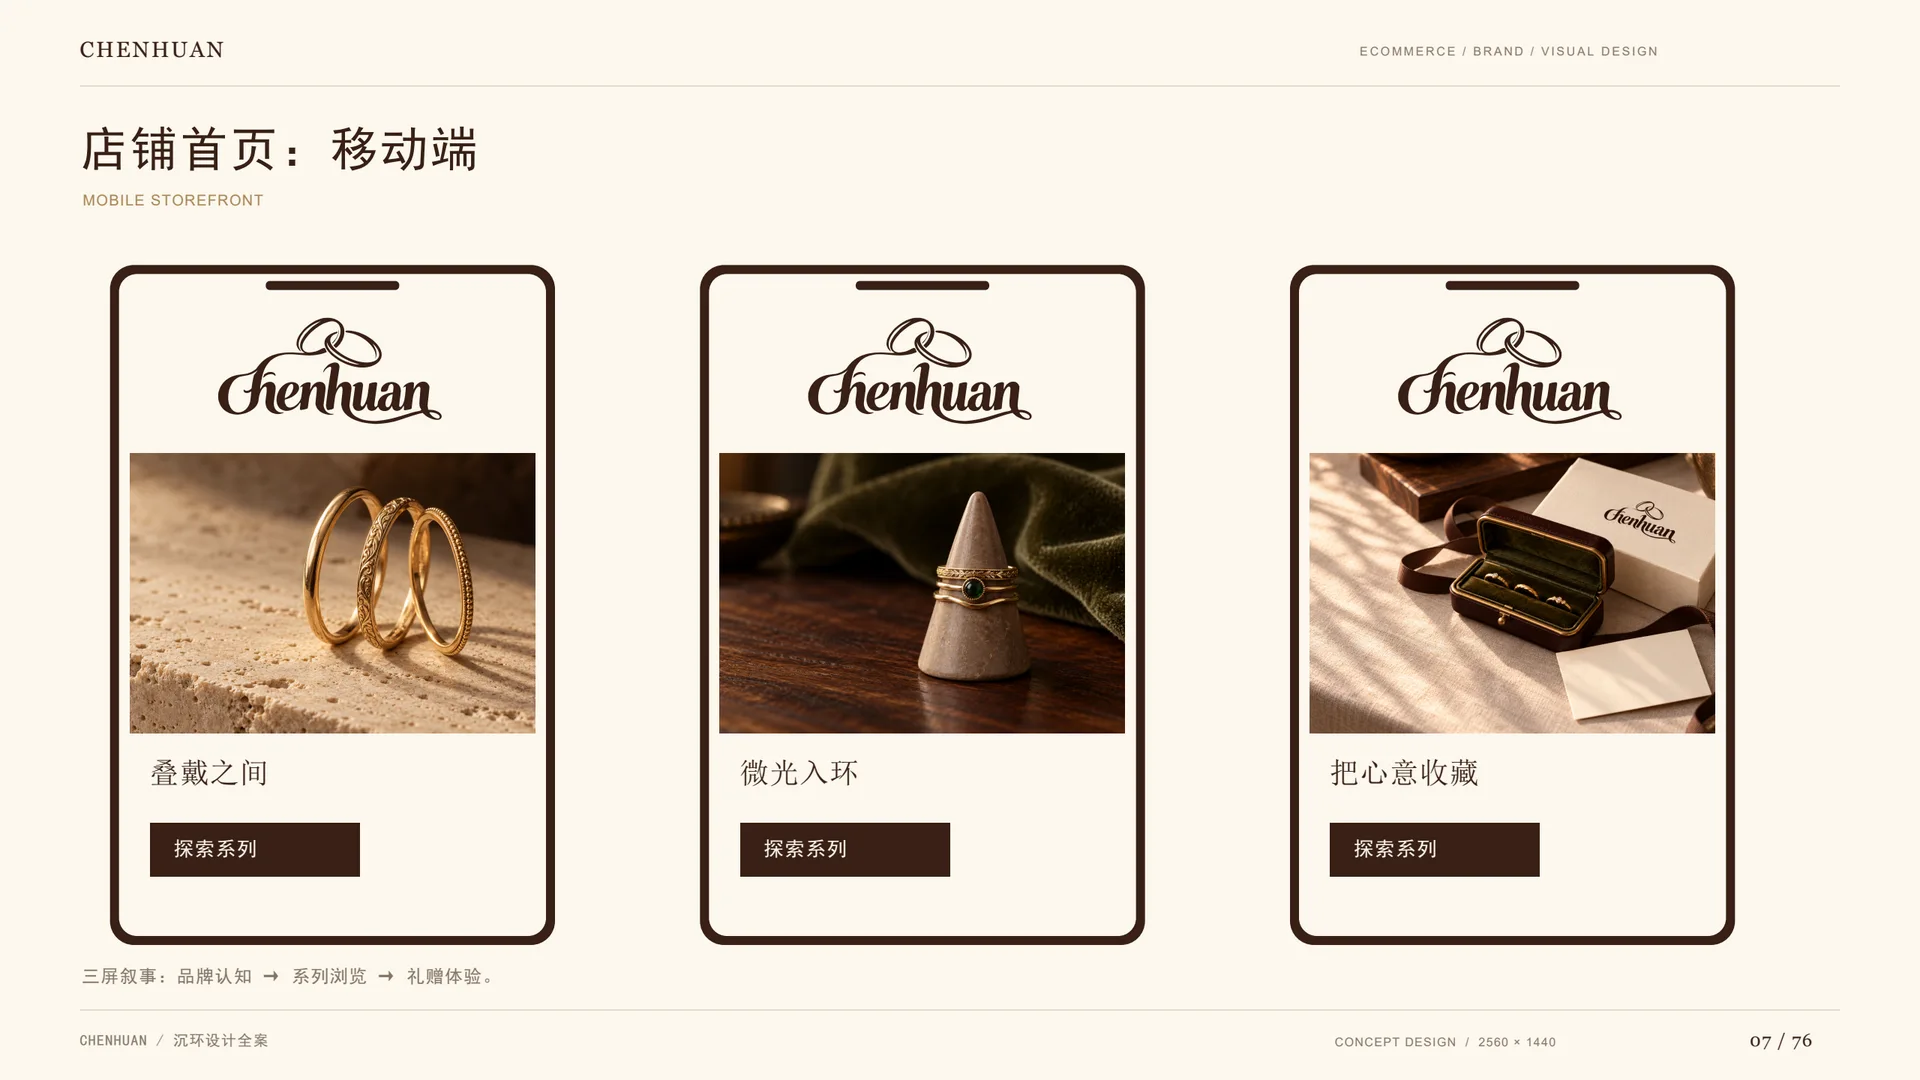 CHENHUAN
ECOMMERCE / BRAND / VISUAL DESIGN
店铺首页：移动端
MOBILE STOREFRONT
Chenhuan
Chenhuan
Chenhuan
Chenhuan
叠戴之间
微光入环
把心意收藏
探索系列
探索系列
探索系列
三屏叙事：品牌认知 → 系列浏览 → 礼赠体验。
CHENHUAN / 沉环设计全案
CONCEPT DESIGN / 2560 × 1440
07 / 76